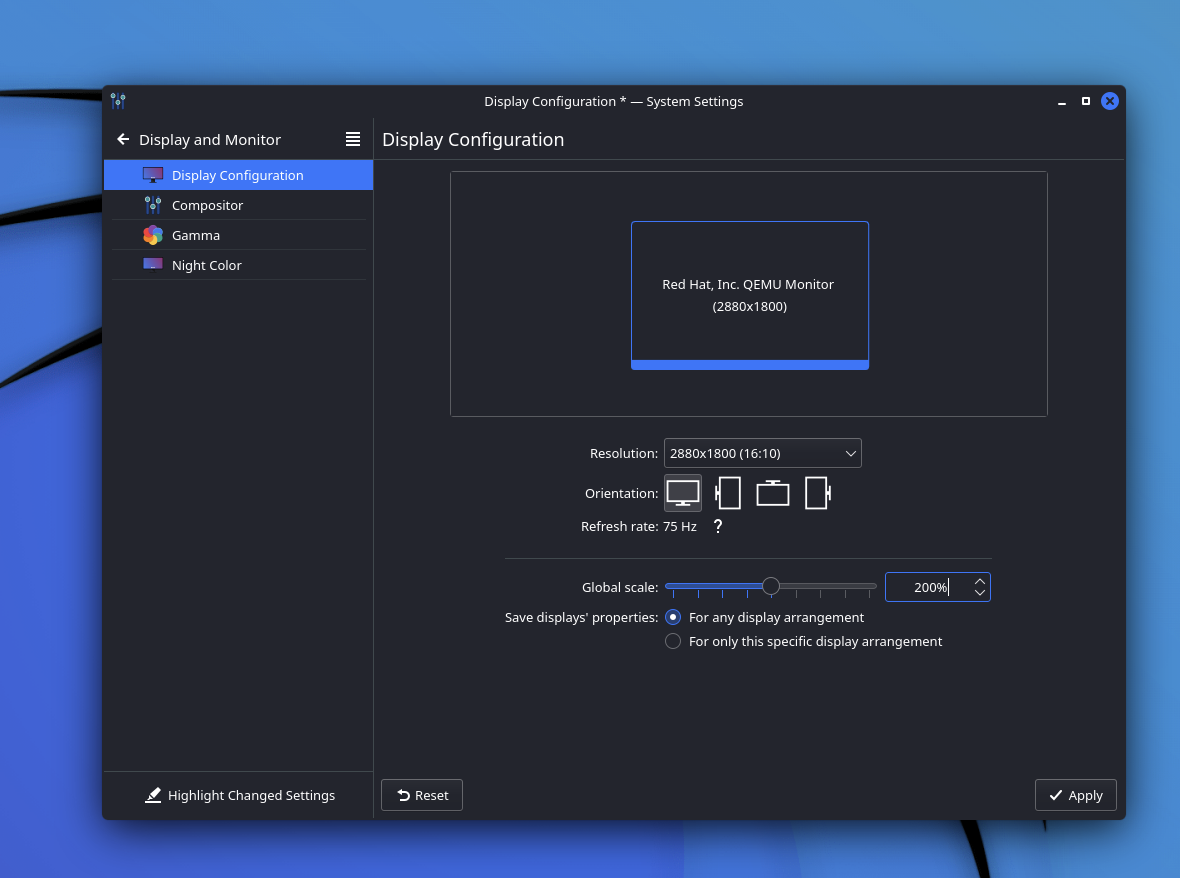 Display Configuration * — System Settings
Display and Monitor
Display Configuration
Display Configuration
Compositor
Gamma
Night Color
Red Hat, Inc. QEMU Monitor
(2880x1800)
Resolution: 2880x1800 (16:10)
Orientation:
Refresh rate: 75 Hz ?
Global scale: 200%
Save displays' properties: For any display arrangement
For only this specific display arrangement
Highlight Changed Settings
Reset
Apply